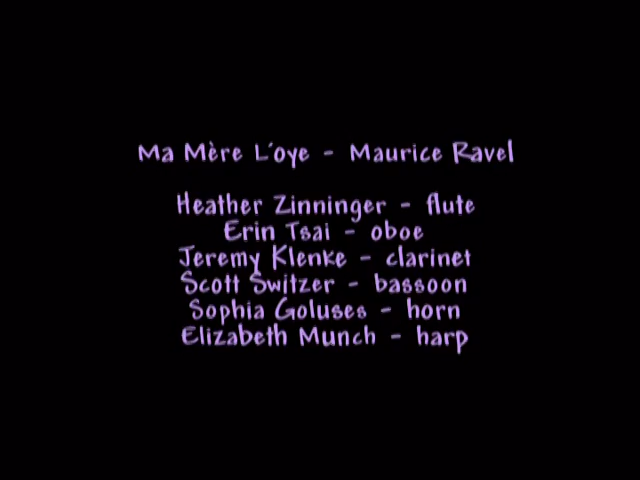 Ma Mère L'oye - Maurice Ravel
Heather Zinninger - flute
Erin Tsai - oboe
Jeremy Klenke - clarinet
Scott Switzer - bassoon
Sophia Goluses - horn
Elizabeth Munch - harp